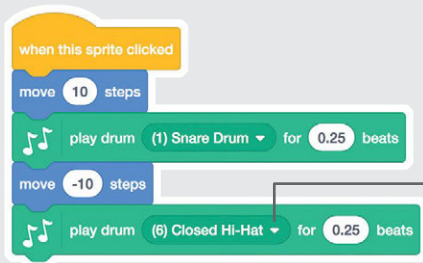 when this sprite clicked
move 10 steps
play drum (1) Snare Drum for 0.25 beats
move -10 steps
play drum (6) Closed Hi-Hat for 0.25 beats